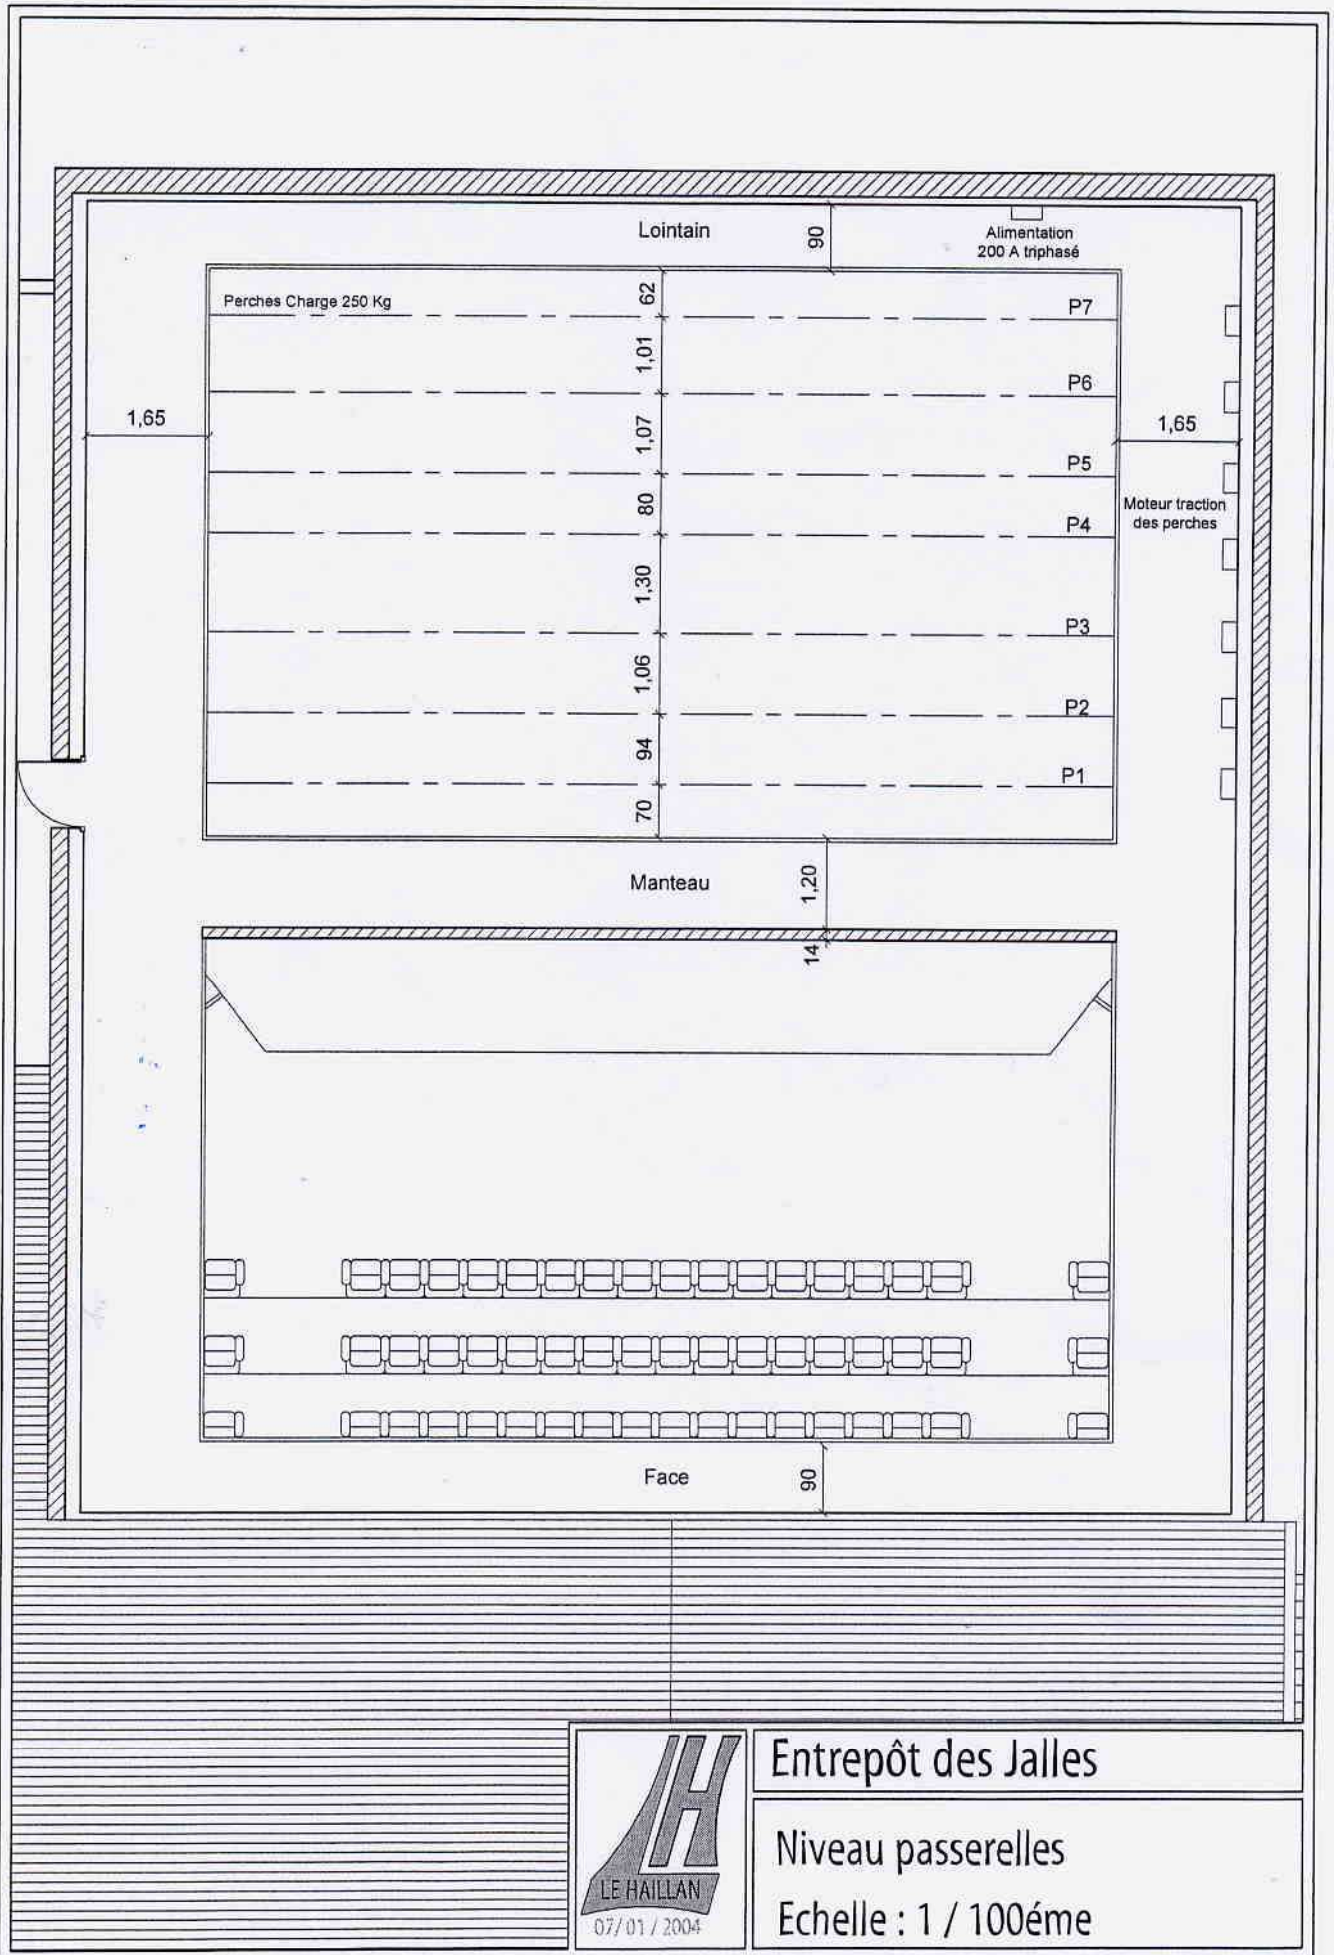 Lointain
90
Alimentation
200 A triphasé
Perches Charge 250 Kg
62
P7
1,01
P6
1,65
1,07
1,65
P5
80
Moteur traction
des perches
P4
1,30
P3
1,06
P2
94
P1
70
Manteau
1,20
14
Face
90
Entrepôt des Jalles
Niveau passerelles
Echelle : 1 / 100éme
LH
LE HAILLAN
07/01/2004